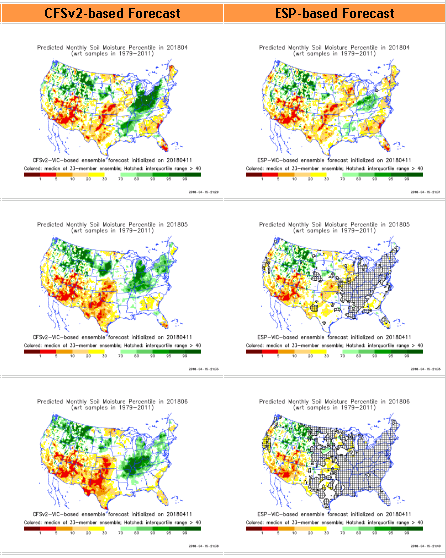 CFSv2-based Forecast
ESP-based Forecast
Predicted Monthly Soil Moisture Percentile in 201804
(wrt samples in 1979-2011)
CFSv2-VIC-based ensemble forecast initialized on 20180411
Colored: median of 23-member ensemble; Hatched: interquartile range > 40
Predicted Monthly Soil Moisture Percentile in 201804
(wrt samples in 1979-2011)
ESP-VIC-based ensemble forecast initialized on 20180411
Colored: median of 23-member ensemble; Hatched: interquartile range > 40
Predicted Monthly Soil Moisture Percentile in 201805
(wrt samples in 1979-2011)
CFSv2-VIC-based ensemble forecast initialized on 20180411
Colored: median of 23-member ensemble; Hatched: interquartile range > 40
Predicted Monthly Soil Moisture Percentile in 201805
(wrt samples in 1979-2011)
ESP-VIC-based ensemble forecast initialized on 20180411
Colored: median of 23-member ensemble; Hatched: interquartile range > 40
Predicted Monthly Soil Moisture Percentile in 201806
(wrt samples in 1979-2011)
CFSv2-VIC-based ensemble forecast initialized on 20180411
Colored: median of 23-member ensemble; Hatched: interquartile range > 40
Predicted Monthly Soil Moisture Percentile in 201806
(wrt samples in 1979-2011)
ESP-VIC-based ensemble forecast initialized on 20180411
Colored: median of 23-member ensemble; Hatched: interquartile range > 40